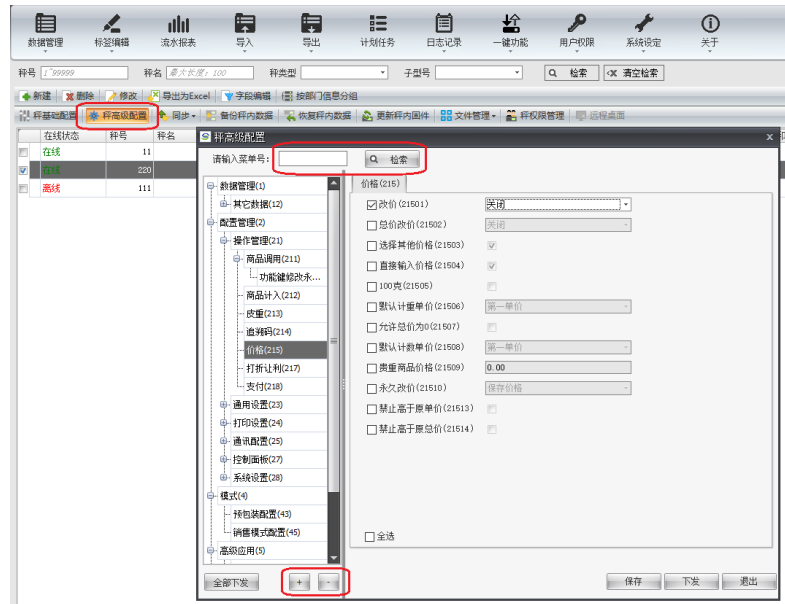 数据管理 标签编辑 流水报表 导入 导出 计划任务 日志记录 一键功能 用户权限 系统设定 关于
秤号 1~99999 秤名 最大长度：100 秤类型 子型号 检索 清空检索
新建 删除 修改 导出为Excel 字段编辑 按部门信息分组
秤基础配置 秤高级配置 同步 备份秤内数据 恢复秤内数据 更新秤内固件 文件管理 秤权限管理 远程桌面
在线状态 秤号 秤名
在线 11
在线 220
离线 111
秤高级配置 x
请输入菜单号： 检索
数据管理(1)
其它数据(12)
配置管理(2)
操作管理(21)
商品调用(211)
功能键修改永...
商品计入(212)
皮重(213)
追溯码(214)
价格(215)
打折让利(217)
支付(218)
通用设置(23)
打印设置(24)
通讯配置(25)
控制面板(27)
系统设置(28)
模式(4)
预包装配置(43)
销售模式配置(45)
高级应用(5)
价格(215)
改价(21501) 关闭
总价改价(21502) 关闭
选择其他价格(21503)
直接输入价格(21504)
100克(21505)
默认计重单价(21506) 第一单价
允许总价为0(21507)
默认计数单价(21508) 第一单价
贵重商品价格(21509) 0.00
永久改价(21510) 保存价格
禁止高于原单价(21513)
禁止高于原总价(21514)
全选
全部下发 + - 保存 下发 退出